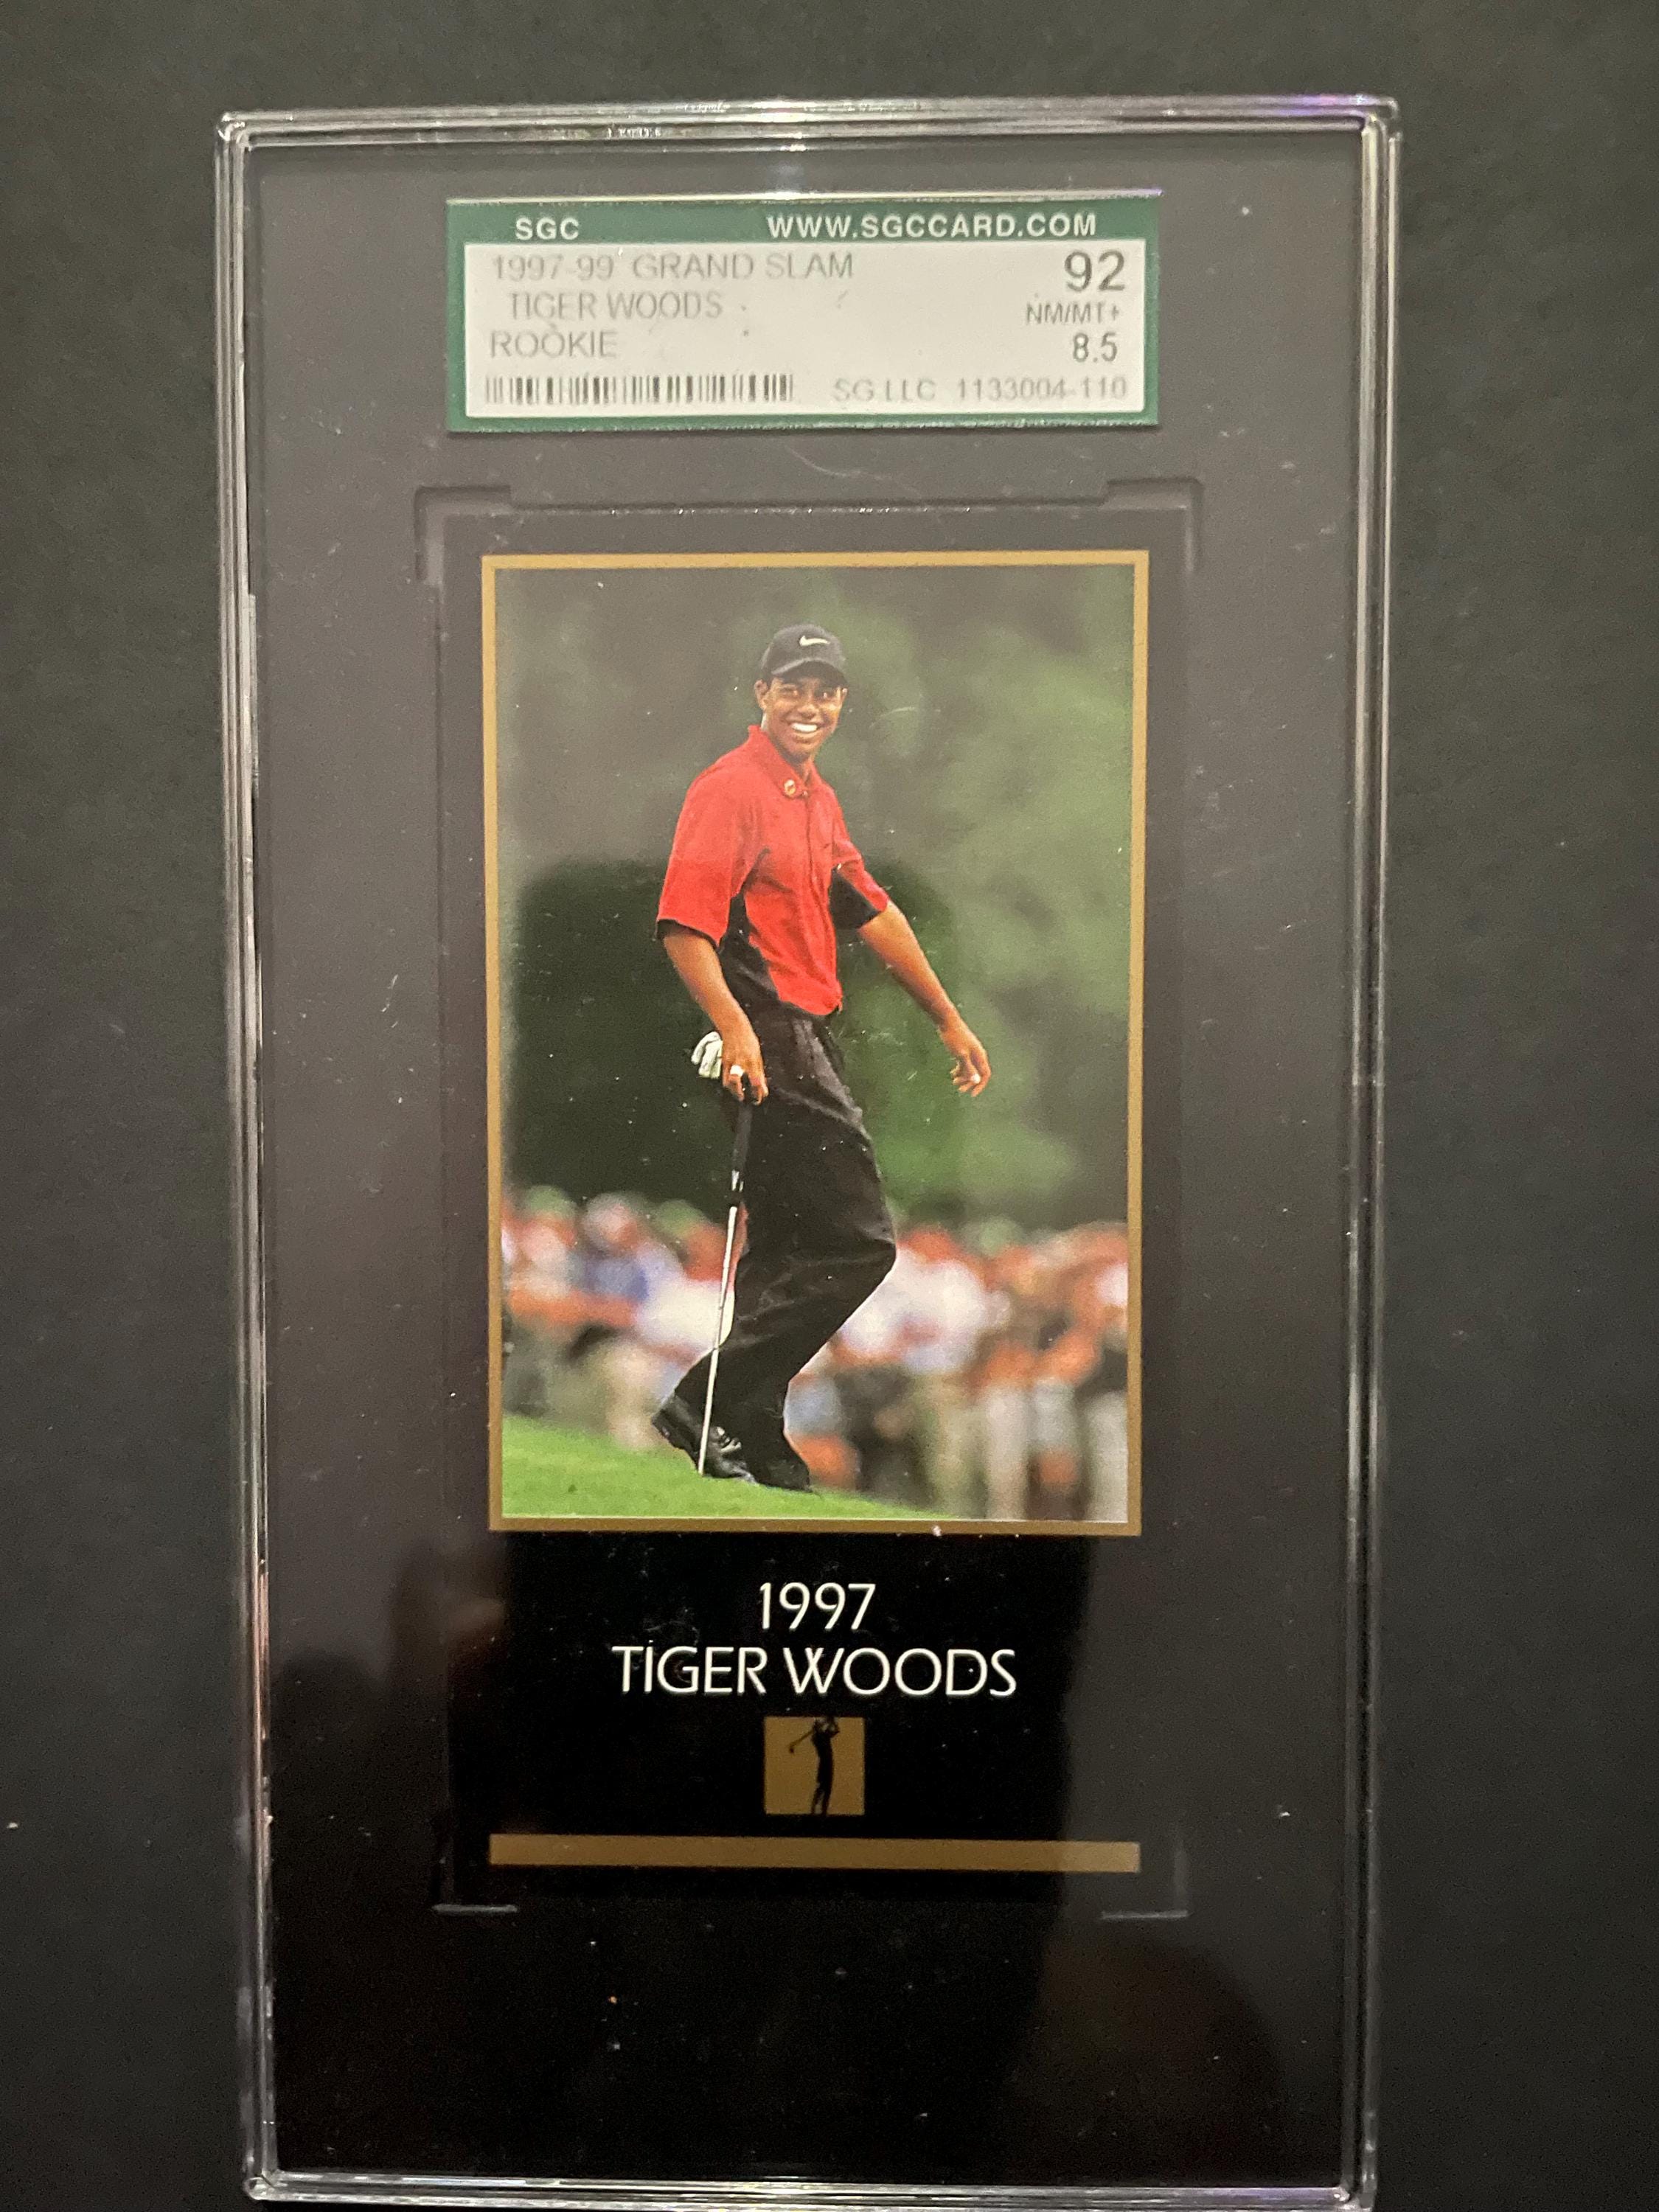 SGC WWW.SGCCARD.COM
1997-99 GRAND SLAM 92
TIGER WOODS NM/MT+
ROOKIE 8.5
SG LLC 1133004-110
1997
TIGER WOODS